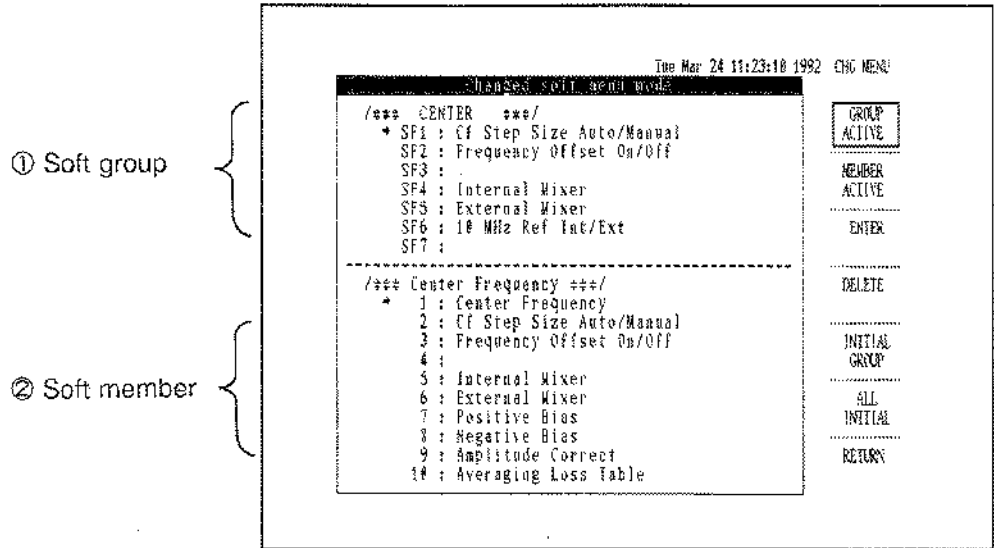 Tue Mar 24 11:23:18 1992 CHG MENU
Changed soft menu mode
/*** CENTER ***/
SF1 : Cf Step Size Auto/Manual
SF2 : Frequency Offset On/Off
SF3 :
SF4 : Internal Mixer
SF5 : External Mixer
SF6 : 10 MHz Ref Int/Ext
SF7 :
/*** Center Frequency ***/
1 : Center Frequency
2 : Cf Step Size Auto/Manual
3 : Frequency Offset On/Off
4 :
5 : Internal Mixer
6 : External Mixer
7 : Positive Bias
8 : Negative Bias
9 : Amplitude Correct
10 : Averaging Loss Table
① Soft group
② Soft member
GROUP
ACTIVE
MEMBER
ACTIVE
ENTER
DELETE
INITIAL
GROUP
ALL
INITIAL
RETURN